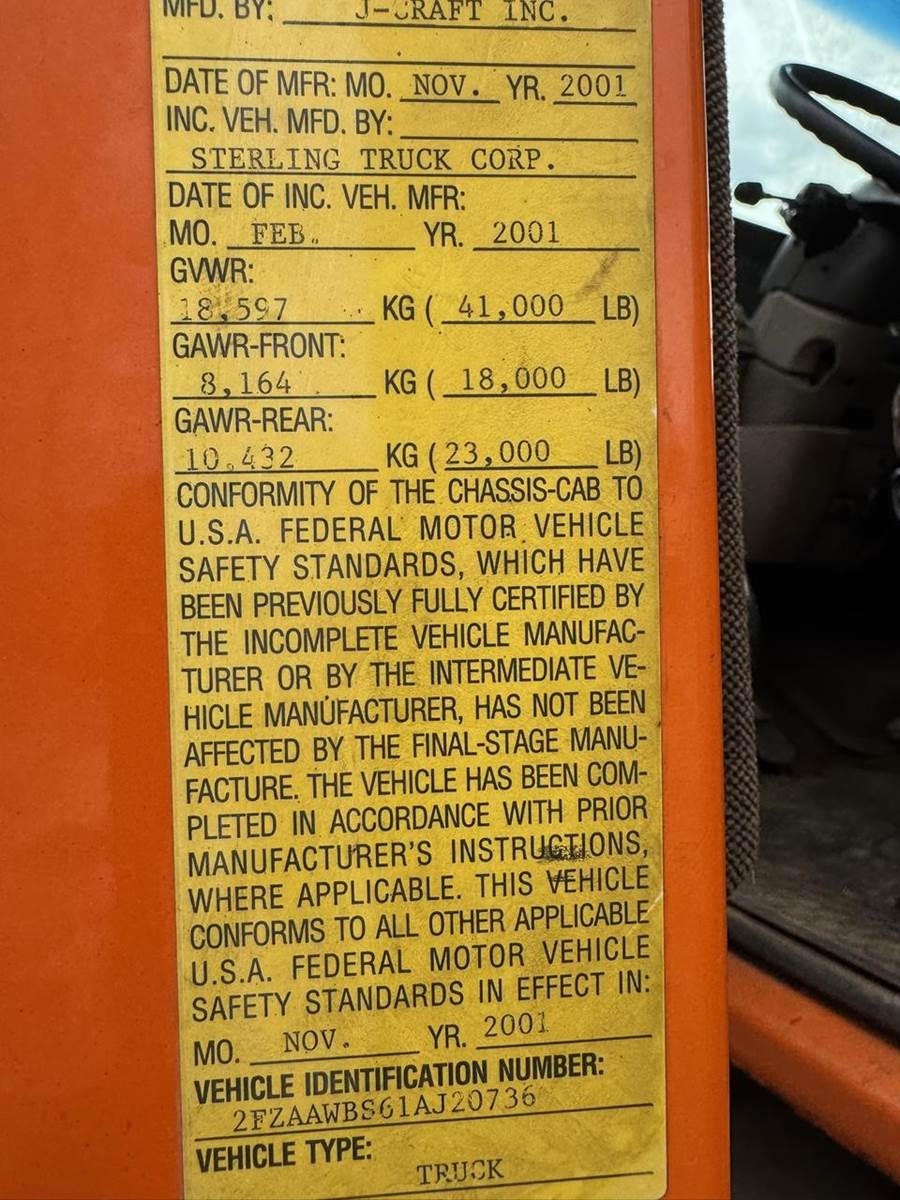 MFD. BY: J-CRAFT INC.
DATE OF MFR: MO. NOV. YR. 2001
INC. VEH. MFD. BY:
STERLING TRUCK CORP.
DATE OF INC. VEH. MFR:
MO. FEB. YR. 2001
GVWR:
18,597 KG ( 41,000 LB)
GAWR-FRONT:
8,164 KG ( 18,000 LB)
GAWR-REAR:
10,432 KG ( 23,000 LB)
CONFORMITY OF THE CHASSIS-CAB TO
U.S.A. FEDERAL MOTOR VEHICLE
SAFETY STANDARDS, WHICH HAVE
BEEN PREVIOUSLY FULLY CERTIFIED BY
THE INCOMPLETE VEHICLE MANUFAC-
TURER OR BY THE INTERMEDIATE VE-
HICLE MANUFACTURER, HAS NOT BEEN
AFFECTED BY THE FINAL-STAGE MANU-
FACTURE. THE VEHICLE HAS BEEN COM-
PLETED IN ACCORDANCE WITH PRIOR
MANUFACTURER'S INSTRUCTIONS,
WHERE APPLICABLE. THIS VEHICLE
CONFORMS TO ALL OTHER APPLICABLE
U.S.A. FEDERAL MOTOR VEHICLE
SAFETY STANDARDS IN EFFECT IN:
MO. NOV. YR. 2001
VEHICLE IDENTIFICATION NUMBER:
2FZAAWBS61AJ20736
VEHICLE TYPE:
TRUCK